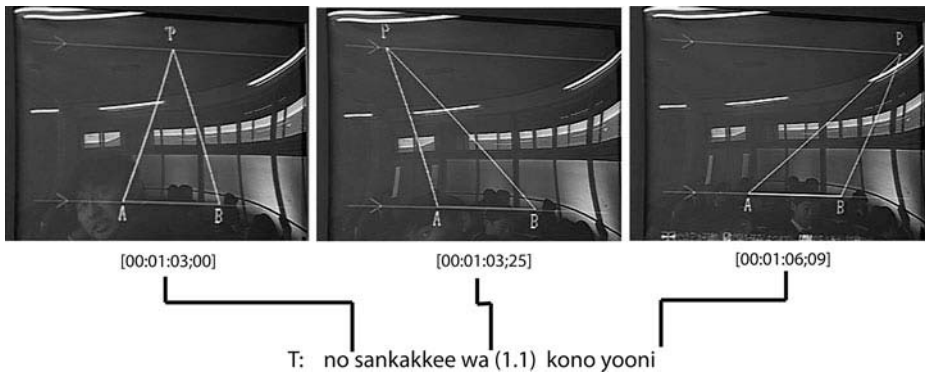 P
P
P
A B
A B
A B
[00:01:03;00] [00:01:03;25] [00:01:06;09]
T: no sankakkee wa (1.1) kono yooni